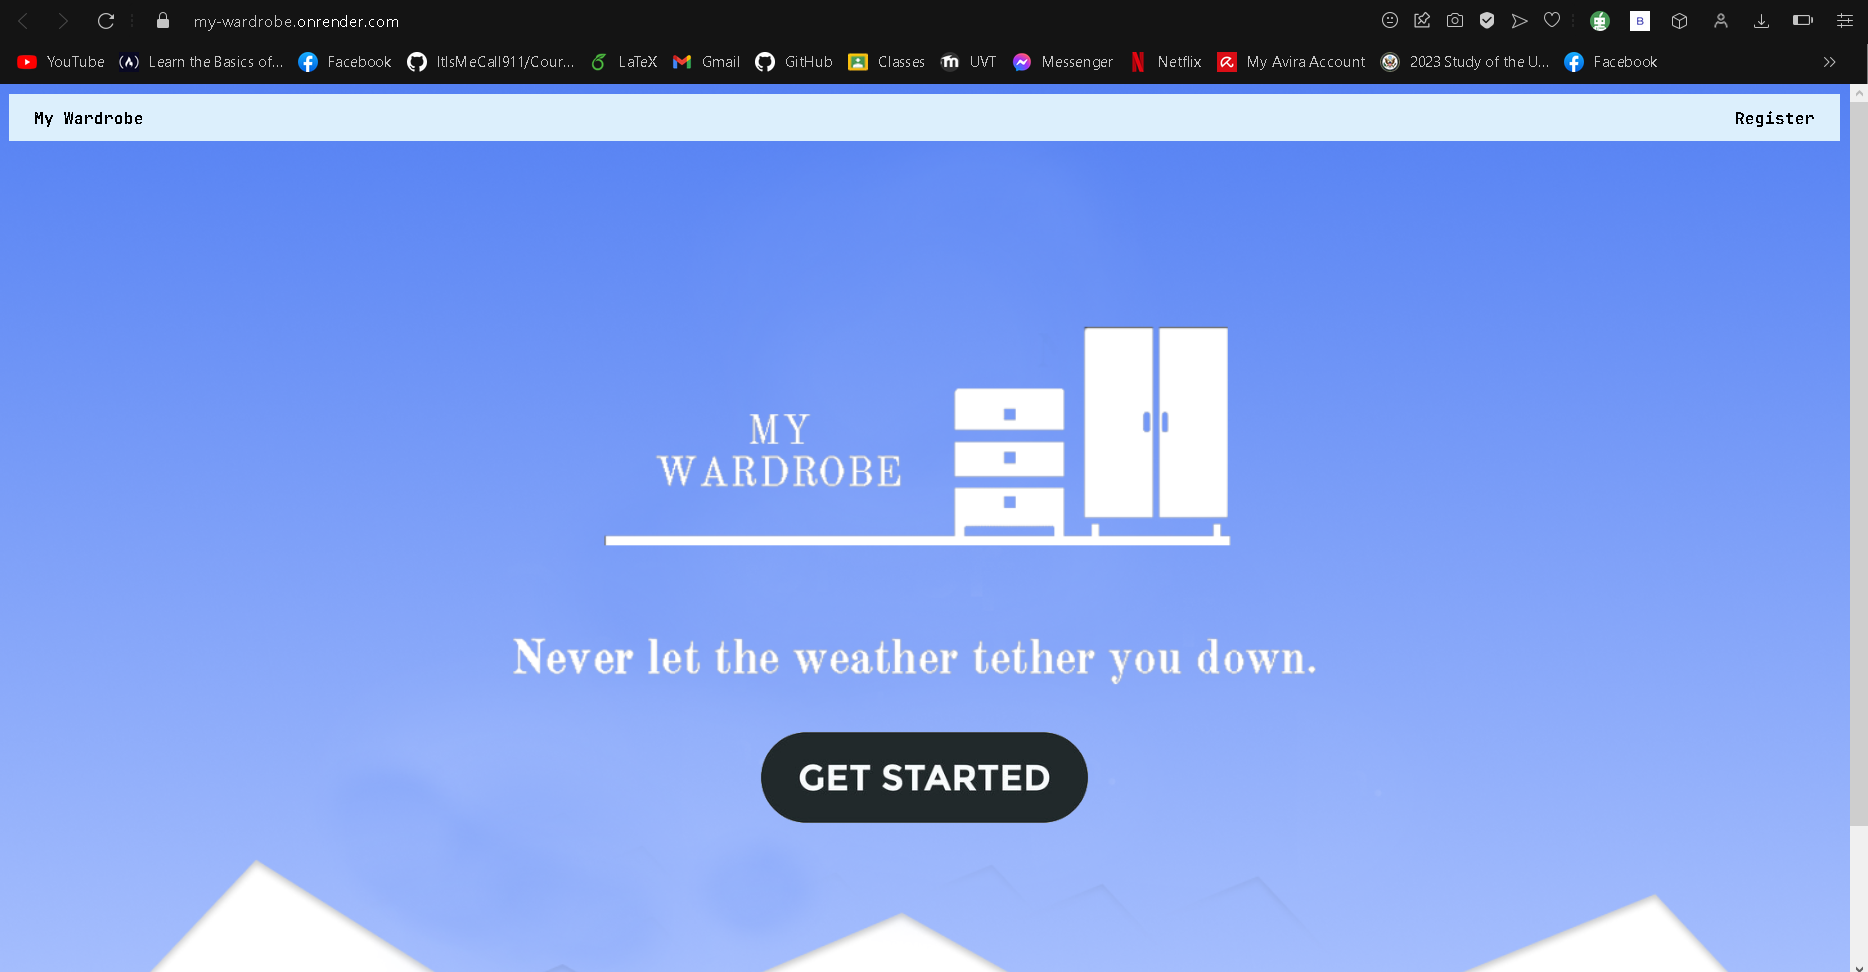 my-wardrobe.onrender.com
YouTube Learn the Basics of... Facebook ItIsMeCall911/Cour... LaTeX Gmail GitHub Classes UVT Messenger Netflix My Avira Account 2023 Study of the U... Facebook
My Wardrobe Register
MY
WARDROBE
Never let the weather tether you down.
GET STARTED